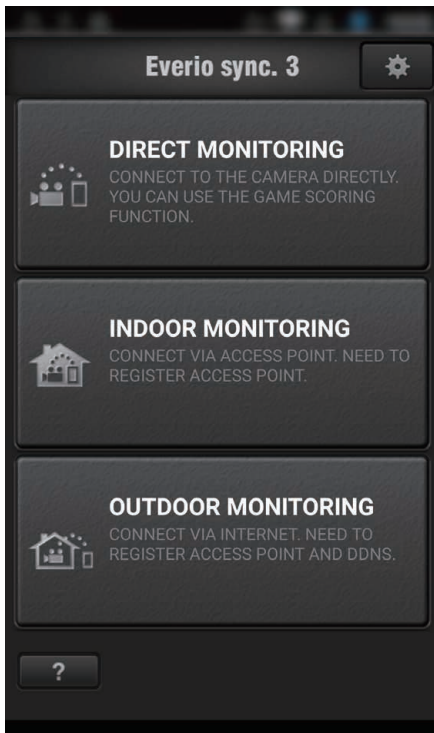 Everio sync. 3
DIRECT MONITORING
CONNECT TO THE CAMERA DIRECTLY.
YOU CAN USE THE GAME SCORING
FUNCTION.
INDOOR MONITORING
CONNECT VIA ACCESS POINT. NEED TO
REGISTER ACCESS POINT.
OUTDOOR MONITORING
CONNECT VIA INTERNET. NEED TO
REGISTER ACCESS POINT AND DDNS.
?